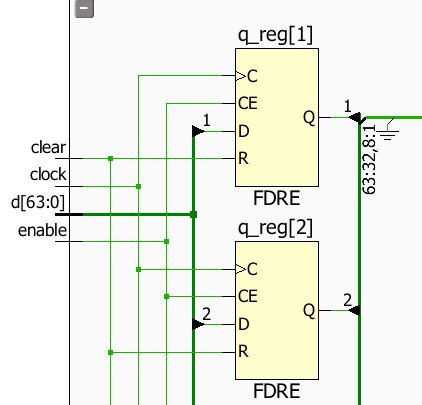 q_reg[1]
C
CE
1
D
Q
1
R
63:32,8:1
FDRE
clear
clock
d[63:0]
enable
q_reg[2]
C
CE
2
D
Q
2
R
FDRE